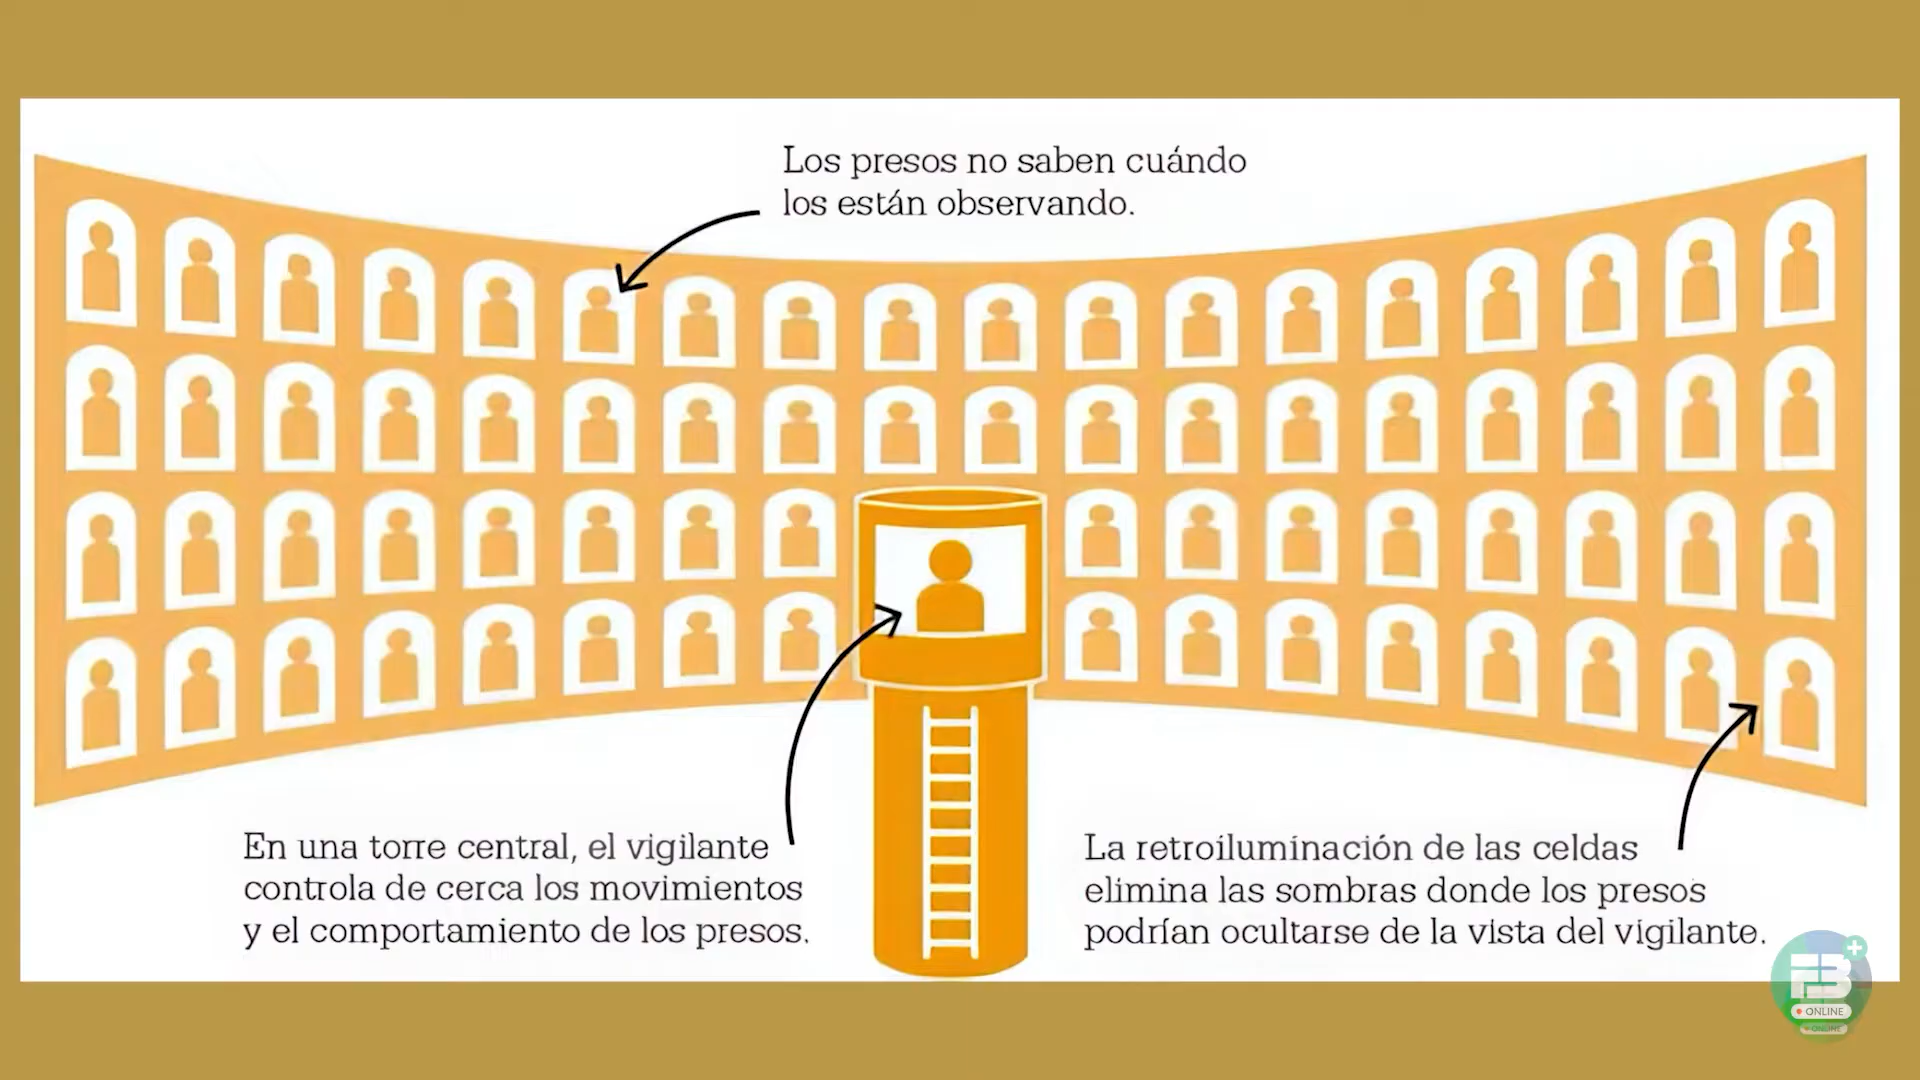 Los presos no saben cuándo
los están observando.
En una torre central, el vigilante
controla de cerca los movimientos
y el comportamiento de los presos.
La retroiluminación de las celdas
elimina las sombras donde los presos
podrían ocultarse de la vista del vigilante.
ONLINE
ONLINE